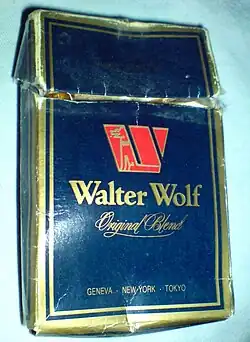 Walter Wolf
Original Blend
GENEVA - NEW-YORK - TOKYO